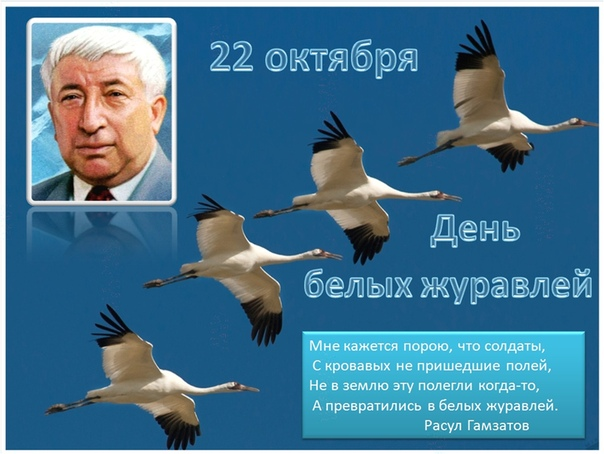 22 октября
День
белых журавлей
Мне кажется порою, что солдаты,
С кровавых не пришедшие полей,
Не в землю эту полегли когда-то,
А превратились в белых журавлей.
Расул Гамзатов